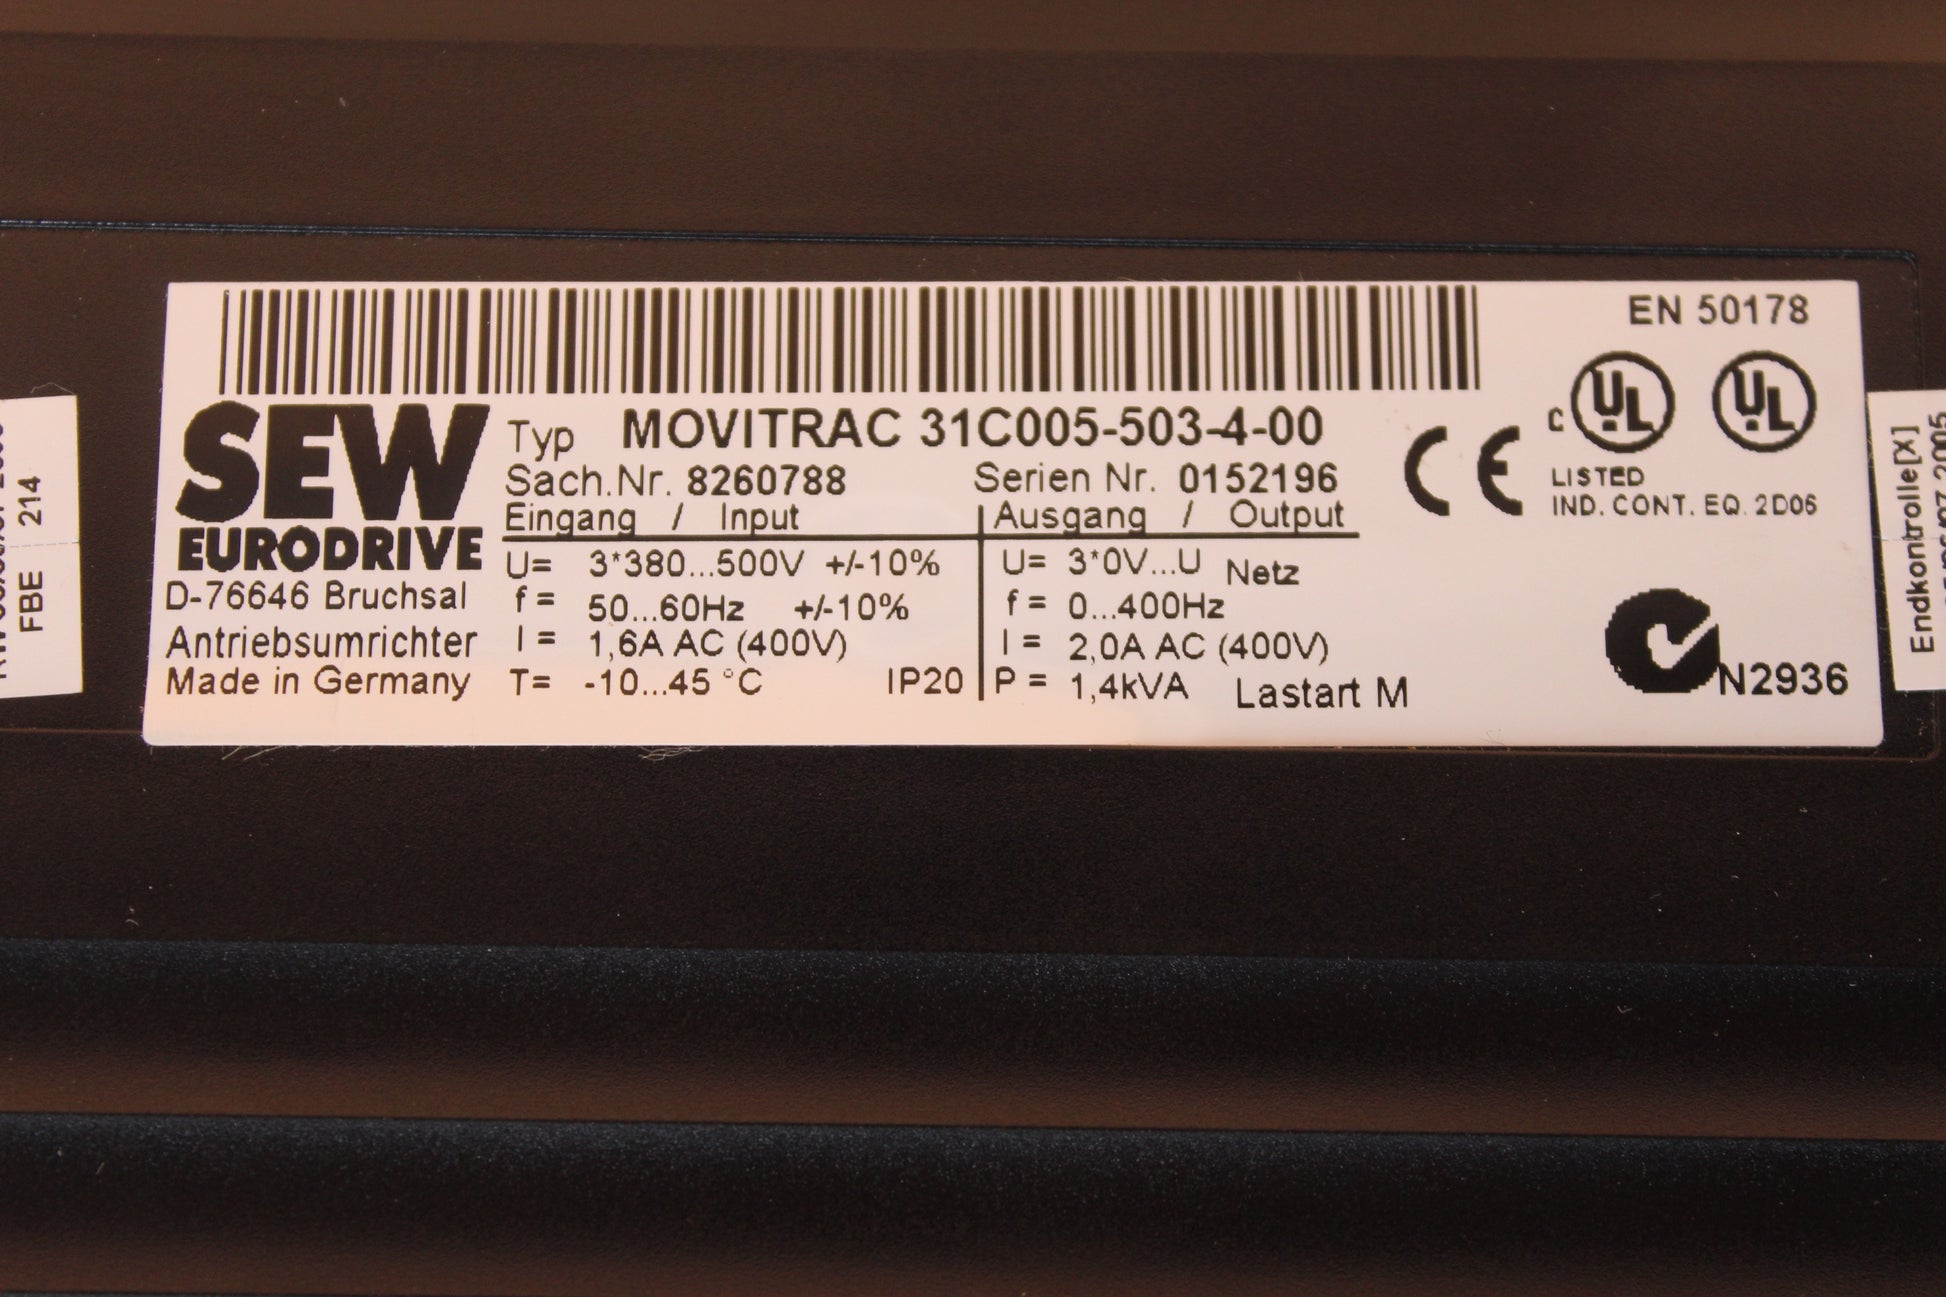 EN 50178
SEW
EURODRIVE
D-76646 Bruchsal
Antriebsumrichter
Made in Germany
Typ MOVITRAC 31C005-503-4-00
Sach.Nr. 8260788 Serien Nr. 0152196
Eingang / Input Ausgang / Output
U= 3*380...500V +/-10% U= 3*0V...U Netz
f = 50...60Hz +/-10% f = 0...400Hz
I = 1,6A AC (400V) I = 2,0A AC (400V)
T= -10...45 °C IP20 P = 1,4kVA Lastart M
CE
c UL UL
LISTED
IND. CONT. EQ. 2D06
N2936
FBE 214
Endkontrolle[X]